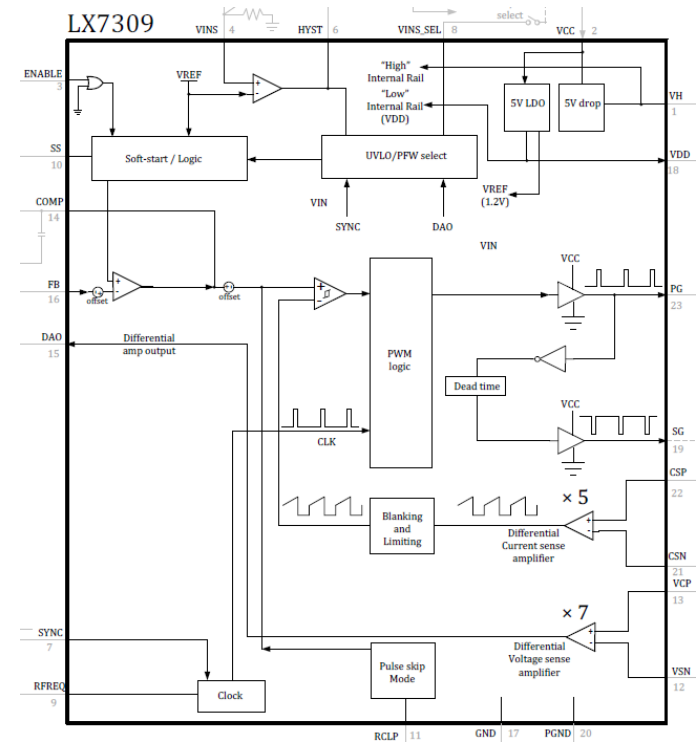 LX7309
VINS
4
HYST
6
VINS_SEL
8
select
VCC
2
ENABLE
3
VREF
"High"
Internal Rail
"Low"
Internal Rail
(VDD)
5V LDO
5V drop
VH
1
SS
10
Soft-start / Logic
UVLO/PFW select
VDD
18
VREF
(1.2V)
COMP
14
VIN
SYNC
DAO
VIN
FB
16
offset
offset
VCC
PG
23
DAO
15
Differential
amp output
PWM
logic
Dead time
VCC
SG
19
CLK
CSP
22
× 5
Blanking
and
Limiting
Differential
Current sense
amplifier
CSN
21
VCP
13
× 7
SYNC
7
Differential
Voltage sense
amplifier
Pulse skip
Mode
VSN
12
RFREQ
9
Clock
RCLP
11
GND
17
PGND
20